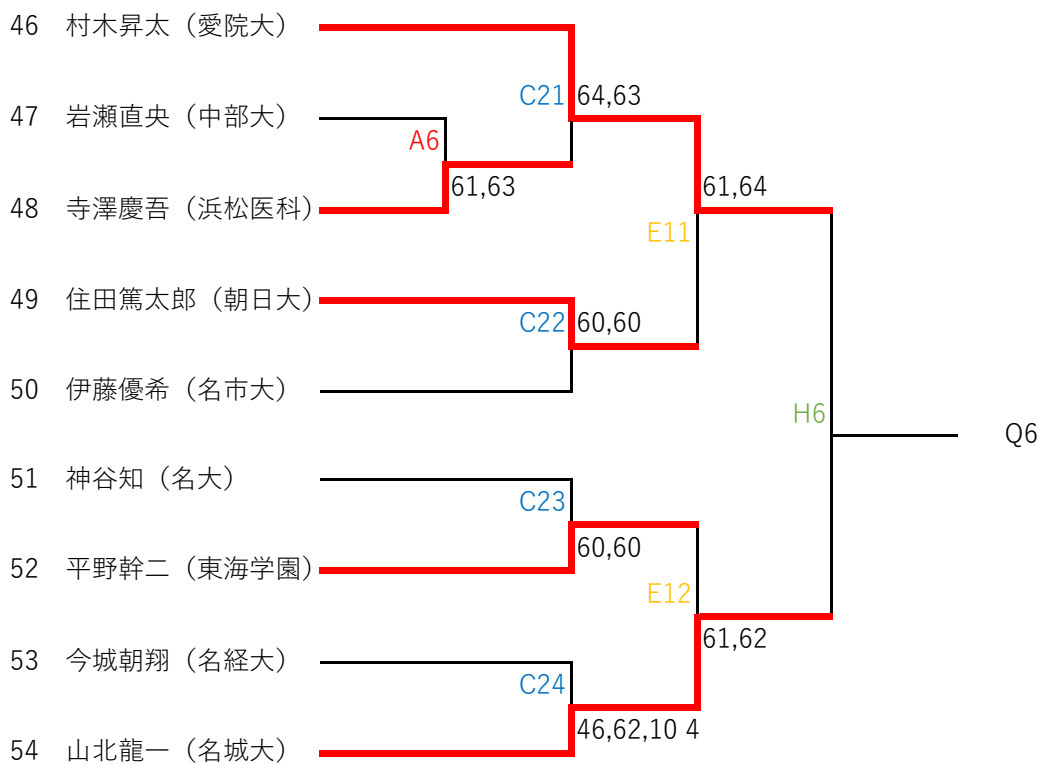 46 村木昇太（愛院大）
C21 64,63
47 岩瀬直央（中部大）
A6
61,63
61,64
48 寺澤慶吾（浜松医科）
E11
49 住田篤太郎（朝日大）
C22 60,60
50 伊藤優希（名市大）
H6
Q6
51 神谷知（名大）
C23
60,60
52 平野幹二（東海学園）
E12
61,62
53 今城朝翔（名経大）
C24
46,62,10 4
54 山北龍一（名城大）